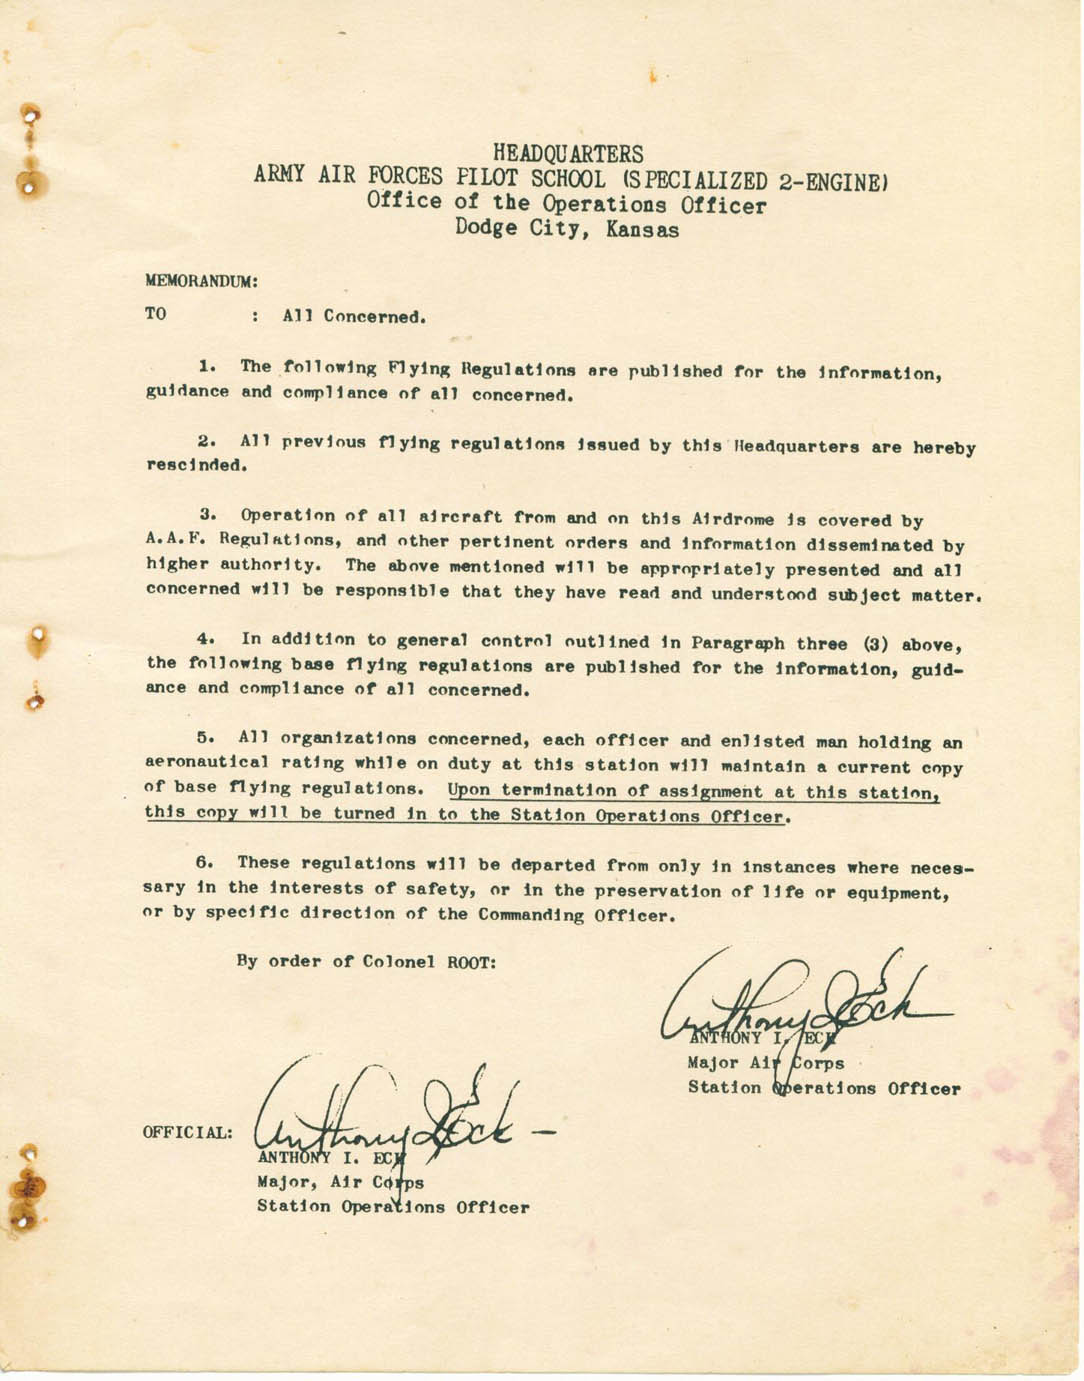 HEADQUARTERS
ARMY AIR FORCES PILOT SCHOOL (SPECIALIZED 2-ENGINE)
Office of the Operations Officer
Dodge City, Kansas
MEMORANDUM:
TO : All Concerned.
1. The following Flying Regulations are published for the information,
guidance and compliance of all concerned.
2. All previous flying regulations issued by this Headquarters are hereby
rescinded.
3. Operation of all aircraft from and on this Airdrome is covered by
A.A.F. Regulations, and other pertinent orders and information disseminated by
higher authority. The above mentioned will be appropriately presented and all
concerned will be responsible that they have read and understood subject matter.
4. In addition to general control outlined in Paragraph three (3) above,
the following base flying regulations are published for the information, guid-
ance and compliance of all concerned.
5. All organizations concerned, each officer and enlisted man holding an
aeronautical rating while on duty at this station will maintain a current copy
of base flying regulations. Upon termination of assignment at this station,
this copy will be turned in to the Station Operations Officer.
6. These regulations will be departed from only in instances where neces-
sary in the interests of safety, or in the preservation of life or equipment,
or by specific direction of the Commanding Officer.
By order of Colonel ROOT:
Anthony I Eck
ANTHONY I. ECK
Major Air Corps
Station Operations Officer
OFFICIAL: Anthony I Eck -
ANTHONY I. ECK
Major, Air Corps
Station Operations Officer